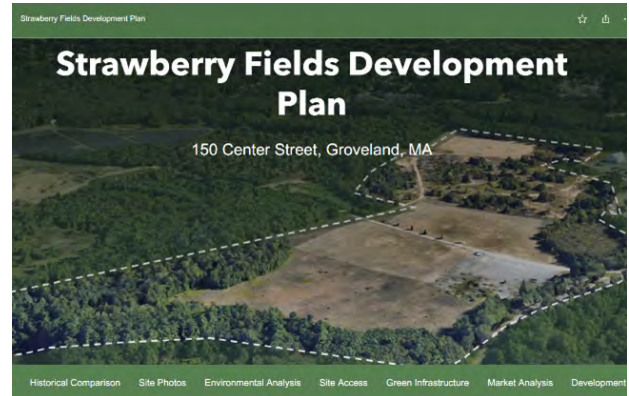 Strawberry Fields Development Plan
Strawberry Fields Development
Plan
150 Center Street, Groveland, MA
Historical Comparison Site Photos Environmental Analysis Site Access Green Infrastructure Market Analysis Development